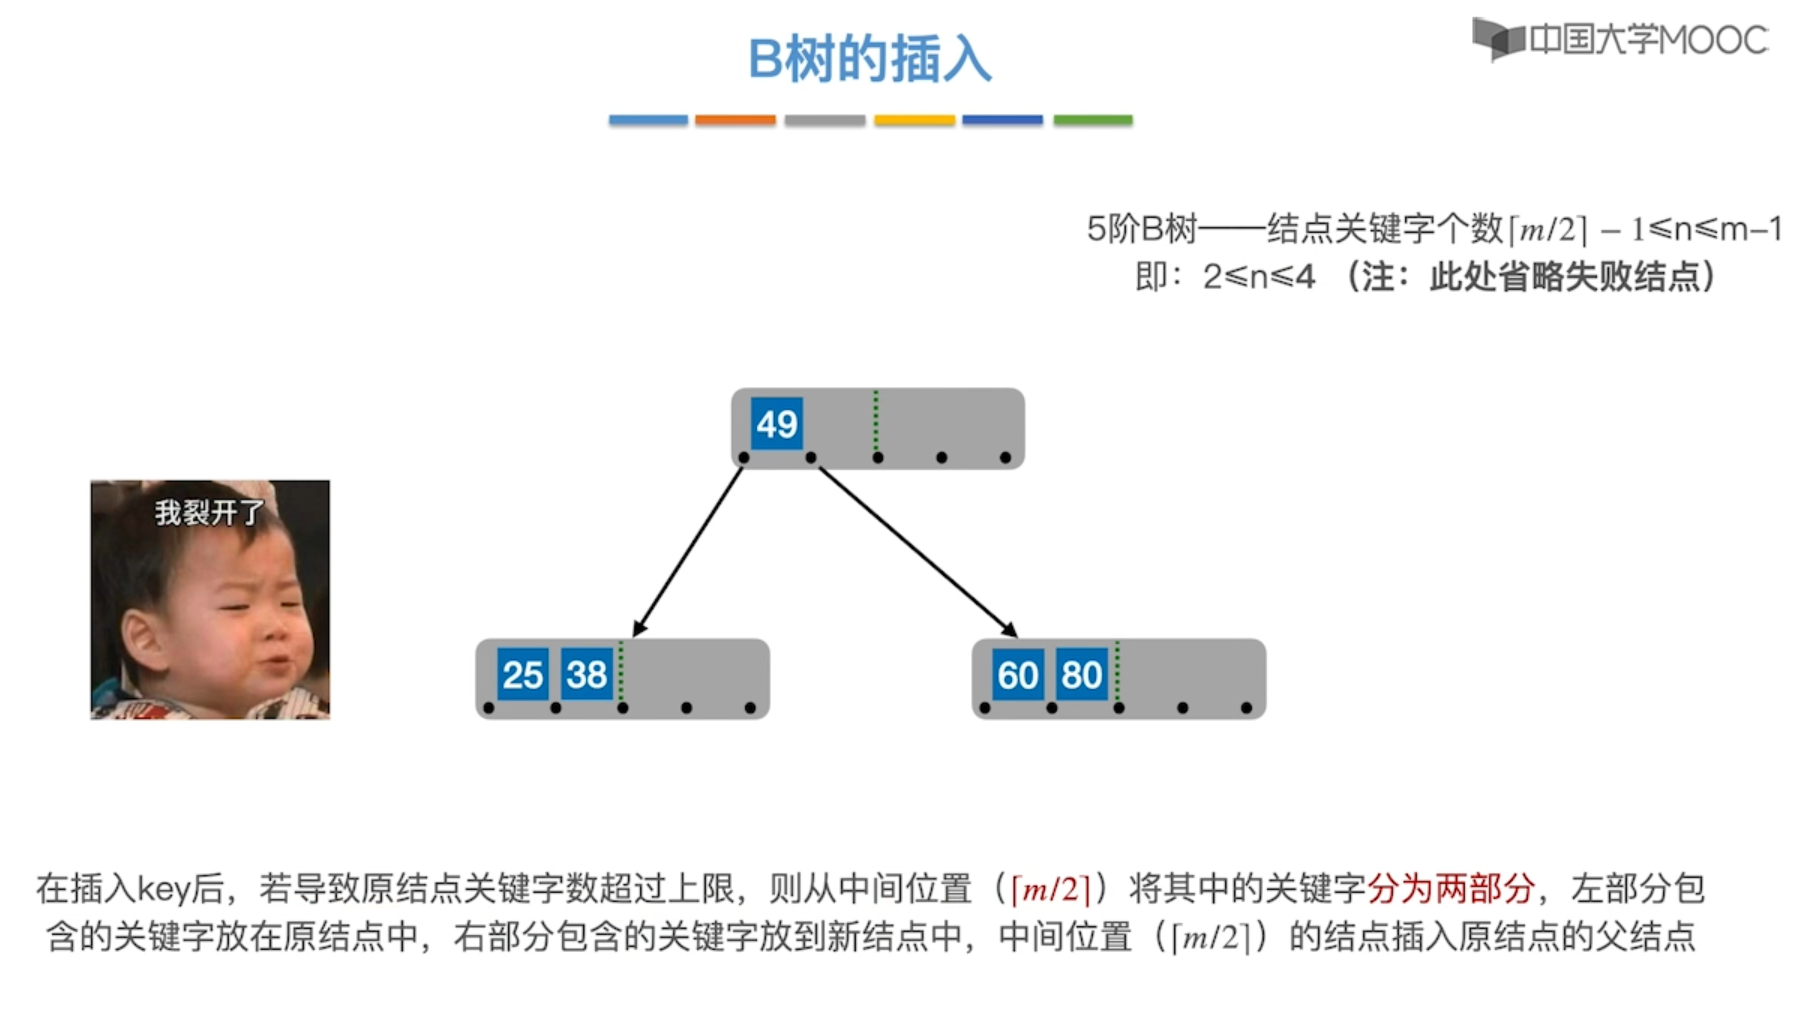 B树的插入
中国大学MOOC
5阶B树——结点关键字个数⌈m/2⌉ – 1≤n≤m–1
即：2≤n≤4 （注：此处省略失败结点）
49
我裂开了
25 38
60 80
在插入key后，若导致原结点关键字数超过上限，则从中间位置（⌈m/2⌉）将其中的关键字分为两部分，左部分包
含的关键字放在原结点中，右部分包含的关键字放到新结点中，中间位置（⌈m/2⌉）的结点插入原结点的父结点